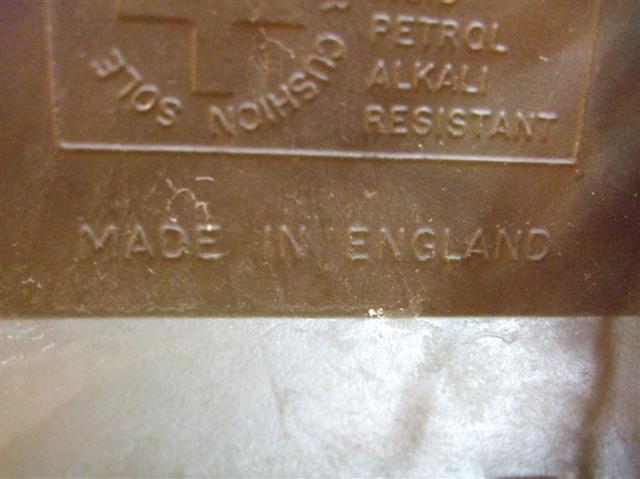 PETROL
ALKALI
RESISTANT
CUSHION SOLE
MADE IN ENGLAND